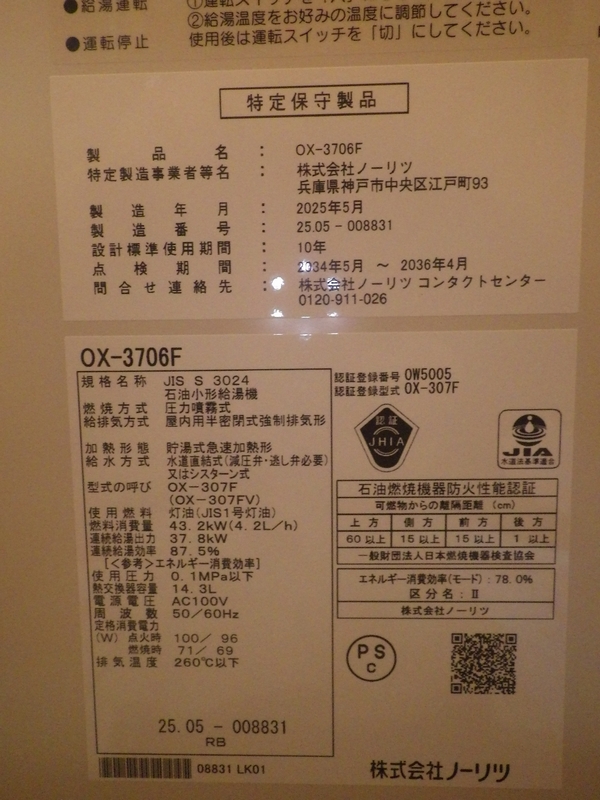 ●給湯運転
②給湯温度をお好みの温度に調節してください。
●運転停止 使用後は運転スイッチを「切」にしてください。
特定保守製品
製品名 : OX-3706F
特定製造事業者等名 : 株式会社ノーリツ
兵庫県神戸市中央区江戸町93
製造年月 : 2025年5月
製造番号 : 25.05-008831
設計標準使用期間 : 10年
点検期間 : 2034年5月 ～ 2036年4月
問合せ連絡先 : 株式会社ノーリツ コンタクトセンター
0120-911-026
OX-3706F
規格名称 JIS S 3024
石油小形給湯機
燃焼方式 圧力噴霧式
給排気方式 屋内用半密閉式強制排気形
加熱形態 貯湯式急速加熱形
給水方式 水道直結式(減圧弁・逃し弁必要)
又はシスターン式
型式の呼び OX-307F
(OX-307FV)
使用燃料 灯油(JIS1号灯油)
燃料消費量 43.2kW(4.2L/h)
連続給湯出力 37.8kW
連続給湯効率 87.5%
[<参考>エネルギー消費効率]
使用圧力 0.1MPa以下
熱交換器容量 14.3L
電源電圧 AC100V
周波数 50/60Hz
定格消費電力
(W) 点火時 100/ 96
燃焼時 71/ 69
排気温度 260℃以下
25.05 - 008831
RB
08831 LK01
認証登録番号 OW5005
認証登録型式 OX-307F
認証
JHIA
JIA
水道法基準適合
石油燃焼機器防火性能認証
可燃物からの離隔距離 (cm)
上方 側方 前方 後方
60以上 15以上 15以上 1以上
一般財団法人日本燃焼機器検査協会
エネルギー消費効率(モード):78.0%
区分名:Ⅱ
株式会社ノーリツ
PS
C
株式会社ノーリツ